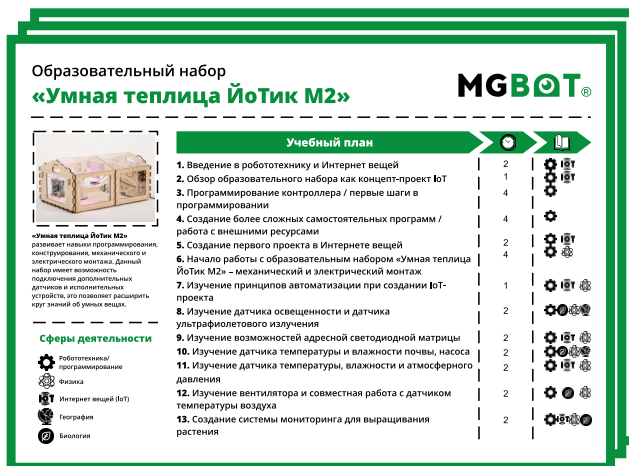 Образовательный набор
«Умная теплица ЙоТик М2»
MGBOT®
Учебный план
1. Введение в робототехнику и Интернет вещей 2 IoT
2. Обзор образовательного набора как концепт-проект IoT 1 IoT
3. Программирование контроллера / первые шаги в 4
программировании
4. Создание более сложных самостоятельных программ / 4
работа с внешними ресурсами
5. Создание первого проекта в Интернете вещей 2 IoT
6. Начало работы с образовательным набором «Умная теплица 4
ЙоТик М2» – механический и электрический монтаж
7. Изучение принципов автоматизации при создании IoT- 1 IoT
проекта
8. Изучение датчика освещенности и датчика 2
ультрафиолетового излучения
9. Изучение возможностей адресной светодиодной матрицы 2 IoT
10. Изучение датчика температуры и влажности почвы, насоса 2
11. Изучение датчика температуры, влажности и атмосферного 2 IoT
давления
12. Изучение вентилятора и совместная работа с датчиком 2
температуры воздуха
13. Создание системы мониторинга для выращивания 2 IoT
растения
«Умная теплица ЙоТик М2»
развивает навыки программирования,
конструирования, механического и
электрического монтажа. Данный
набор имеет возможность
подключения дополнительных
датчиков и исполнительных
устройств, это позволяет расширить
круг знаний об умных вещах.
Сферы деятельности
Робототехника/
программирование
Физика
IoT Интернет вещей (IoT)
География
Биология